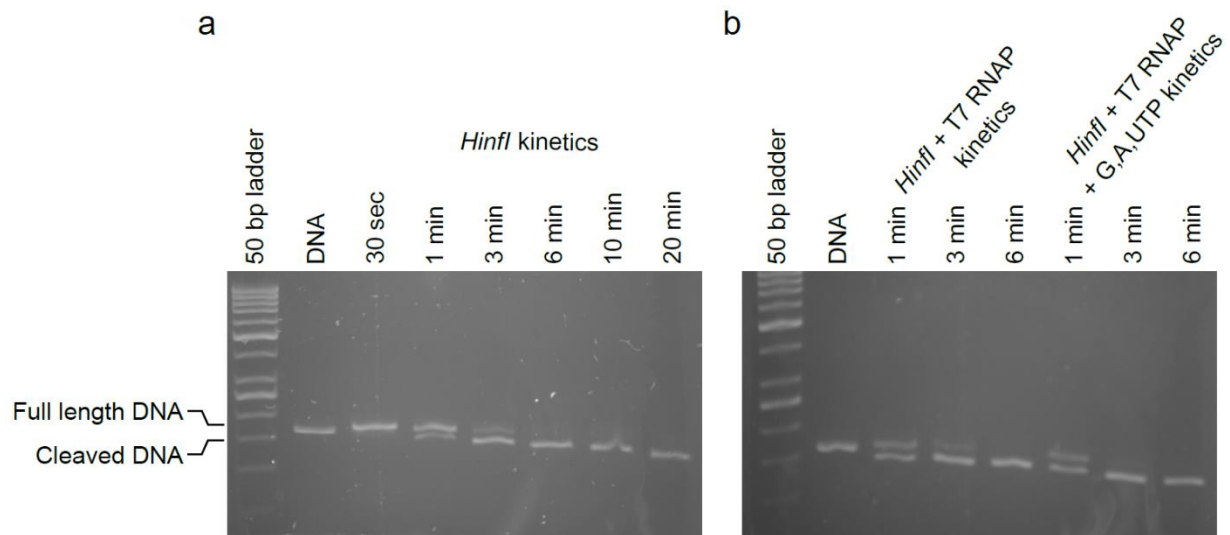 a
HinfI kinetics
50 bp ladder
DNA
30 sec
1 min
3 min
6 min
10 min
20 min
Full length DNA
Cleaved DNA
b
HinfI + T7 RNAP
kinetics
HinfI + T7 RNAP
+ G,A,UTP kinetics
50 bp ladder
DNA
1 min
3 min
6 min
1 min
3 min
6 min